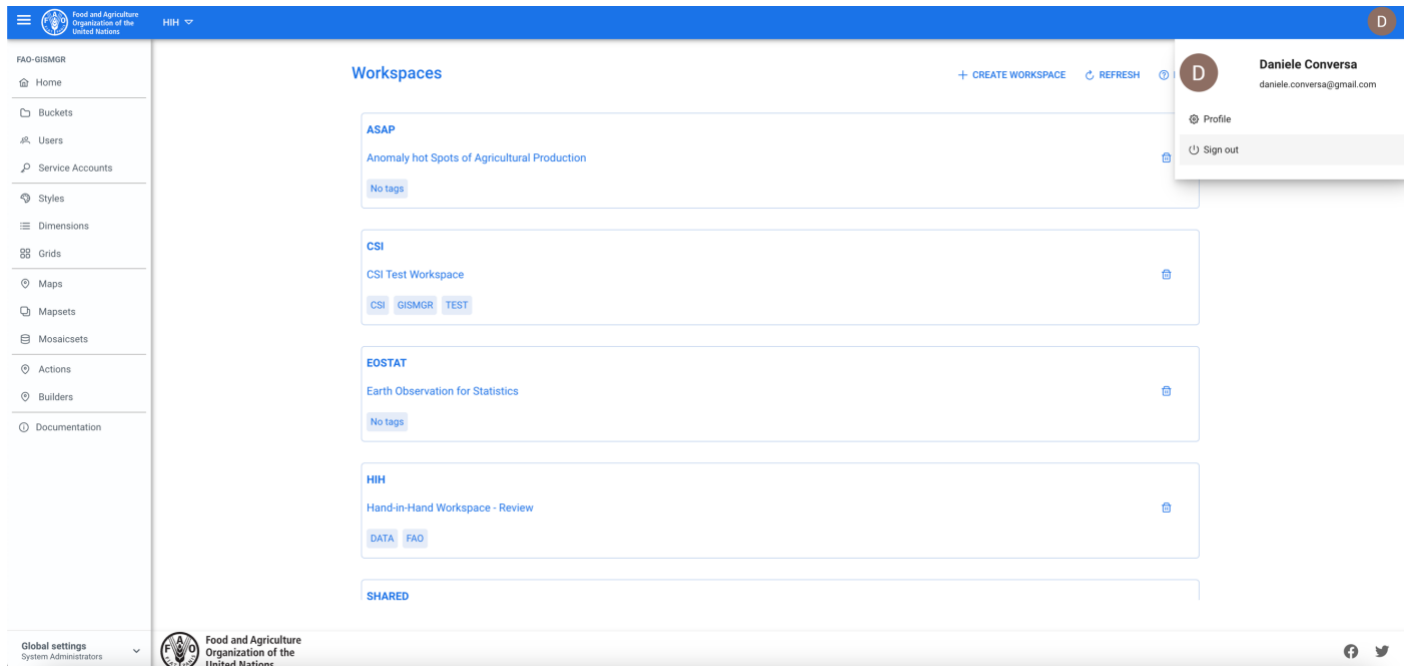 Food and Agriculture
Organization of the
United Nations
HIH
D
FAO-GISMGR
Home
Buckets
Users
Service Accounts
Styles
Dimensions
Grids
Maps
Mapsets
Mosaicsets
Actions
Builders
Documentation
Global settings
System Administrators
Workspaces
CREATE WORKSPACE
REFRESH
D
Daniele Conversa
daniele.conversa@gmail.com
Profile
Sign out
ASAP
Anomaly hot Spots of Agricultural Production
No tags
CSI
CSI Test Workspace
CSI GISMGR TEST
EOSTAT
Earth Observation for Statistics
No tags
HIH
Hand-in-Hand Workspace - Review
DATA FAO
SHARED
Food and Agriculture
Organization of the
United Nations